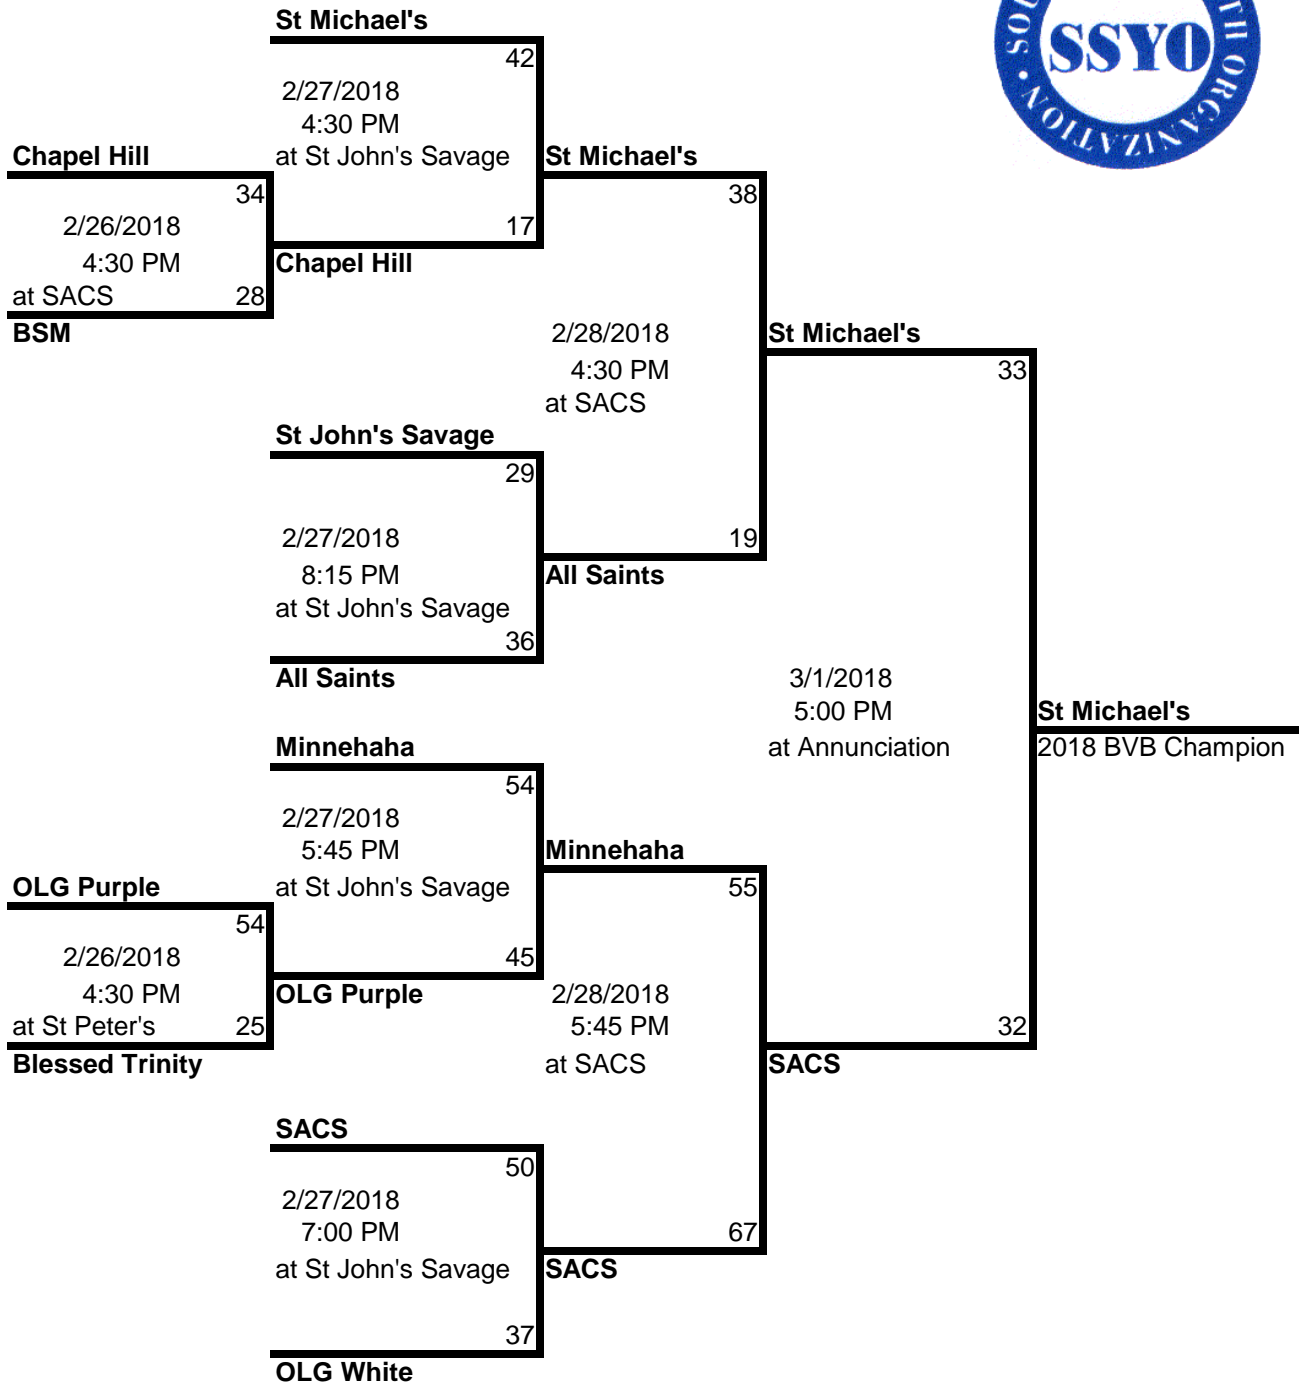 St Michael's
42
2/27/2018
4:30 PM
at St John's Savage
17
Chapel Hill
Chapel Hill
34
2/26/2018
4:30 PM
at SACS
28
BSM
St Michael's
38
2/28/2018
4:30 PM
at SACS
19
All Saints
St John's Savage
29
2/27/2018
8:15 PM
at St John's Savage
36
All Saints
St Michael's
33
3/1/2018
5:00 PM
at Annunciation
32
SACS
St Michael's
2018 BVB Champion
Minnehaha
54
2/27/2018
5:45 PM
at St John's Savage
45
OLG Purple
OLG Purple
54
2/26/2018
4:30 PM
at St Peter's
25
Blessed Trinity
Minnehaha
55
2/28/2018
5:45 PM
at SACS
67
SACS
SACS
50
2/27/2018
7:00 PM
at St John's Savage
37
OLG White
SSYO
ORGANIZATION